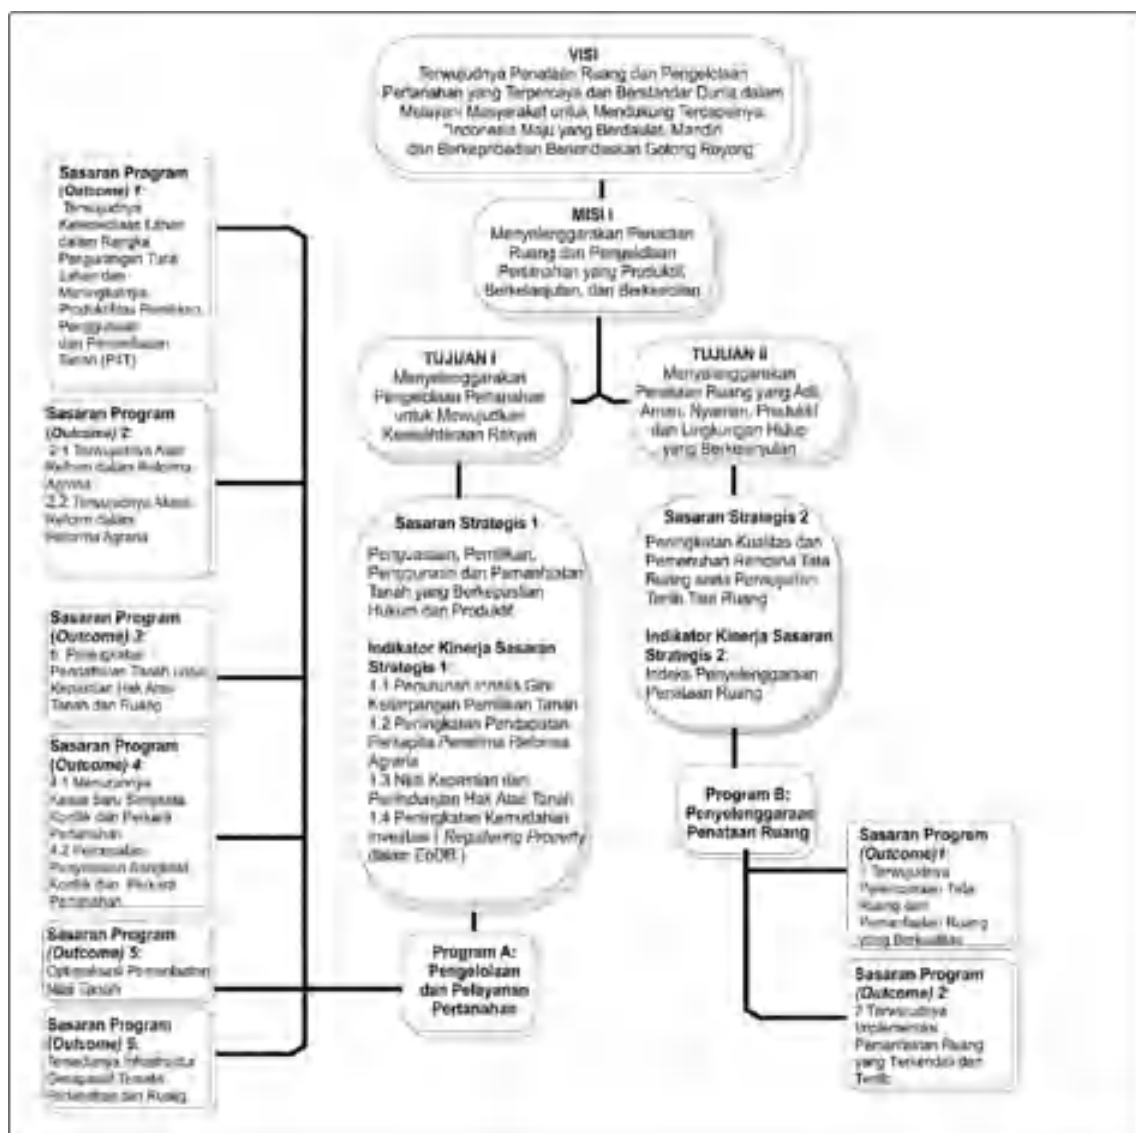 VISI
Terwujudnya Penataan Ruang dan Pengelolaan
Pertanahan yang Terpercaya dan Berstandar Dunia dalam
Melayani Masyarakat untuk Mendukung Tercapainya
"Indonesia Maju yang Berdaulat, Mandiri
dan Berkepribadian Berlandaskan Gotong Royong
MISI I
Menyelenggarakan Penataan
Ruang dan Pengelolaan
Pertanahan yang Produktif,
Berkelanjutan, dan Berkeadilan
TUJUAN I
Menyelenggarakan
Pengelolaan Pertanahan
untuk Mewujudkan
Kesejahteraan Rakyat
TUJUAN II
Menyelenggarakan
Penataan Ruang yang Adil,
Aman, Nyaman, Produktif
dan Lingkungan Hidup
yang Berkelanjutan
Sasaran Strategis 1
Penguasaan, Pemilikan,
Penggunaan dan Pemanfaatan
Tanah yang Berkepastian
Hukum dan Produktif
Indikator Kinerja Sasaran
Strategis 1:
1.1 Penurunan Indeks Gini
Ketimpangan Pemilikan Tanah
1.2 Peningkatan Pendapatan
Perkapita Penerima Reforma
Agraria
1.3 Nilai Kepastian dan
Perlindungan Hak Atas Tanah
1.4 Peningkatan Kemudahan
Investasi ( Registering Property
dalam EoDB )
Program A:
Pengelolaan
dan Pelayanan
Pertanahan
Sasaran Strategis 2
Peningkatan Kualitas dan
Pemenuhan Rencana Tata
Ruang serta Perwujudan
Tertib Tata Ruang
Indikator Kinerja Sasaran
Strategis 2:
Indeks Penyelenggaraan
Penataan Ruang
Program B:
Penyelenggaraan
Penataan Ruang
Sasaran Program
(Outcome) 1:
Terwujudnya
Ketersediaan
dalam Rangka
Pengurangan Tuna
Lahan dan
Meningkatnya
Penggunaan
dan Pemanfaatan
Tanah (P4T)
Sasaran Program
(Outcome) 2:
2.1 Terwujudnya Aset
Reform dalam Reforma
Agraria
2.2 Terwujudnya Akses
Reform dalam
Reforma Agraria
Sasaran Program
(Outcome) 3:
Pendaftaran Tanah untuk
Kepastian Hak Atas
Tanah dan Ruang
Sasaran Program
(Outcome) 4
4.1 Menurunnya
Kasus Baru Sengketa
Konflik dan Perkara
Pertanahan
4.2
Sengketa
Konflik dan Perkara
Pertanahan
Sasaran Program
(Outcome) 5:
Optimalisasi Pemanfaatan
Nilai Tanah
Sasaran Program
(Outcome) 6:
Tersedianya Infrastruktur
Geospasial Tematik
Pertanahan dan Ruang
Sasaran Program
(Outcome)1
1 Terwujudnya
Perencanaan Tata
Ruang dan
Pemanfaatan Ruang
yang Berkualitas
Sasaran Program
(Outcome) 2
2 Terwujudnya
Implementasi
Pemanfaatan Ruang
yang Terkendali dan
Tertib